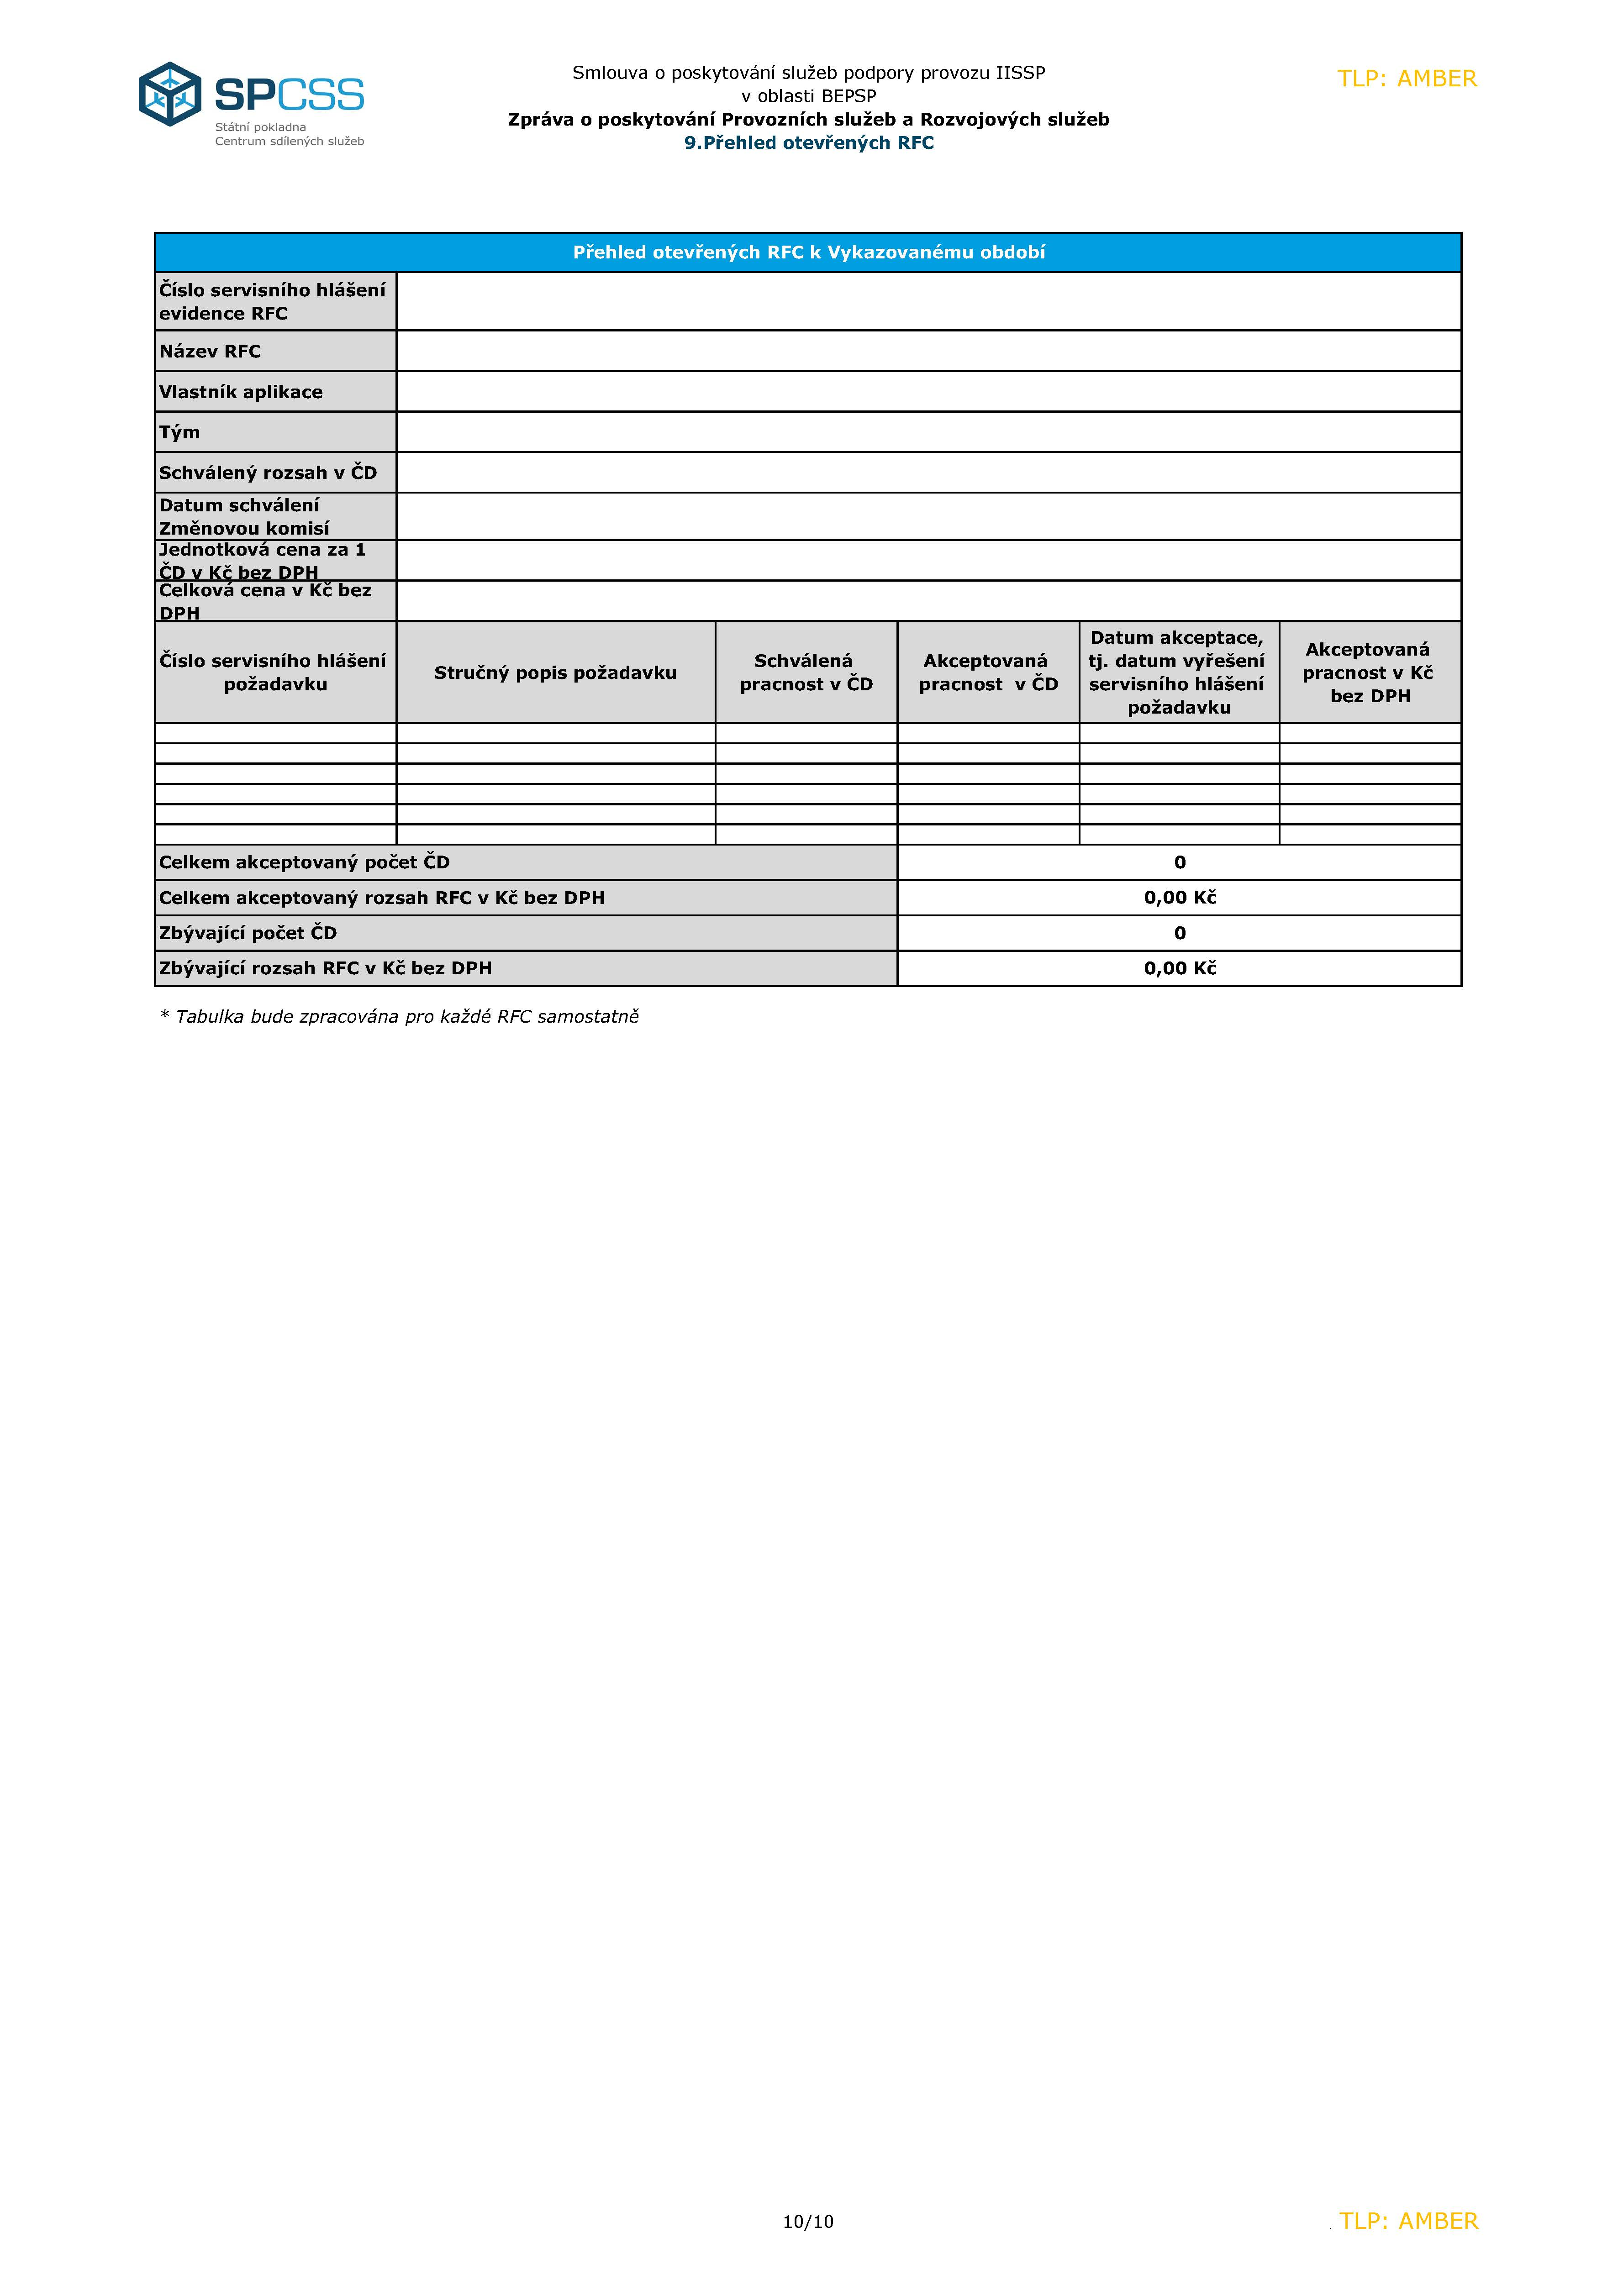 SPCSS
Státní pokladna
Centrum sdílených služeb
Smlouva o poskytování služeb podpory provozu IISSP
v oblasti BEPSP
Zpráva o poskytování Provozních služeb a Rozvojových služeb
9.Přehled otevřených RFC
TLP: AMBER
Přehled otevřených RFC k Vykazovanému období
Číslo servisního hlášení
evidence RFC
Název RFC
Vlastník aplikace
Tým
Schválený rozsah v ČD
Datum schválení
Změnovou komisí
Jednotková cena za 1
ČD v Kč bez DPH
Celková cena v Kč bez
DPH
Číslo servisního hlášení
požadavku
Stručný popis požadavku
Schválená
pracnost v ČD
Akceptovaná
pracnost  v ČD
Datum akceptace,
tj. datum vyřešení
servisního hlášení
požadavku
Akceptovaná
pracnost v Kč
bez DPH
Celkem akceptovaný počet ČD 0
Celkem akceptovaný rozsah RFC v Kč bez DPH 0,00 Kč
Zbývající počet ČD 0
Zbývající rozsah RFC v Kč bez DPH 0,00 Kč
* Tabulka bude zpracována pro každé RFC samostatně
10/10
. TLP: AMBER